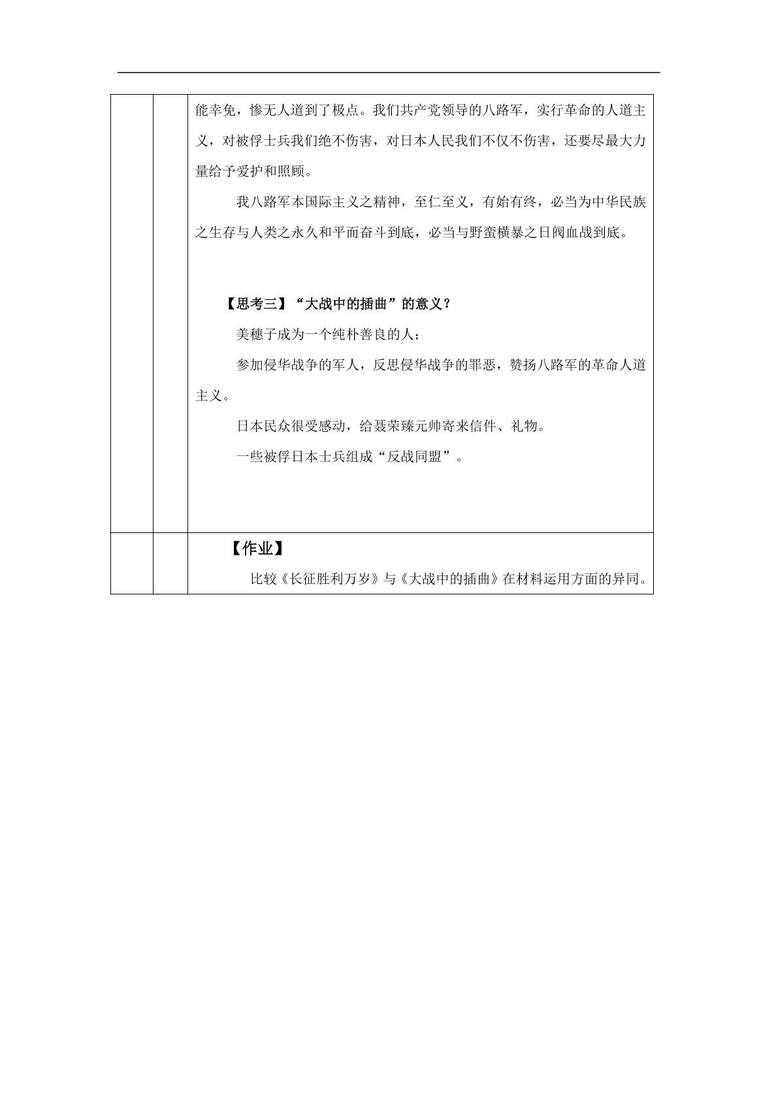 能幸免，惨无人道到了极点。我们共产党领导的八路军，实行革命的人道主
义，对被俘士兵我们绝不伤害，对日本人民我们不仅不伤害，还要尽最大力
量给予爱护和照顾。
我八路军本国际主义之精神，至仁至义，有始有终，必当为中华民族
之生存与人类之永久和平而奋斗到底，必当与野蛮横暴之日阀血战到底。
【思考三】“大战中的插曲”的意义？
美穗子成为一个纯朴善良的人；
参加侵华战争的军人，反思侵华战争的罪恶，赞扬八路军的革命人道
主义。
日本民众很受感动，给聂荣臻元帅寄来信件、礼物。
一些被俘日本士兵组成“反战同盟”。
【作业】
比较《长征胜利万岁》与《大战中的插曲》在材料运用方面的异同。